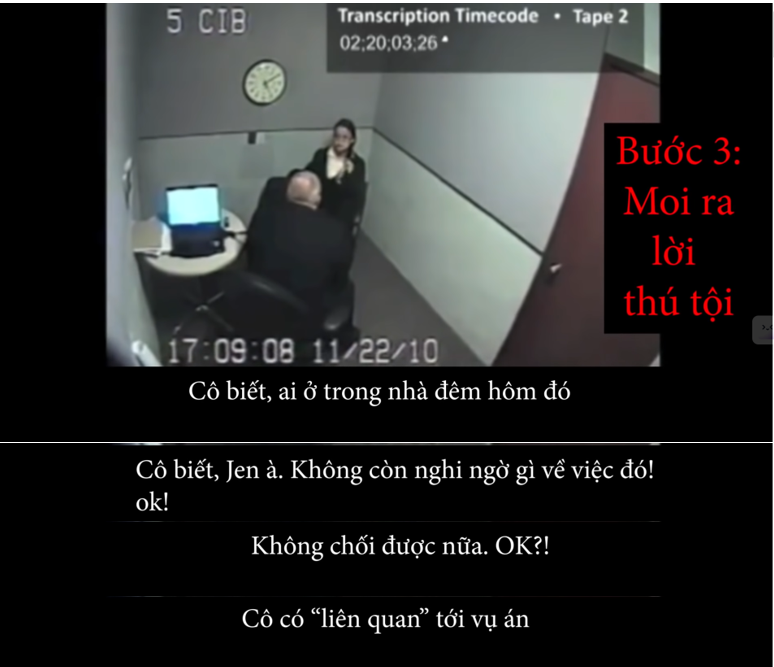 5 CIB
Transcription Timecode • Tape 2
02;20;03;26
Bước 3:
Moi ra
lời
thú tội
17:09:08 11/22/10
Cô biết, ai ở trong nhà đêm hôm đó
Cô biết, Jen à. Không còn nghi ngờ gì về việc đó!
ok!
Không chối được nữa. OK?!
Cô có “liên quan” tới vụ án